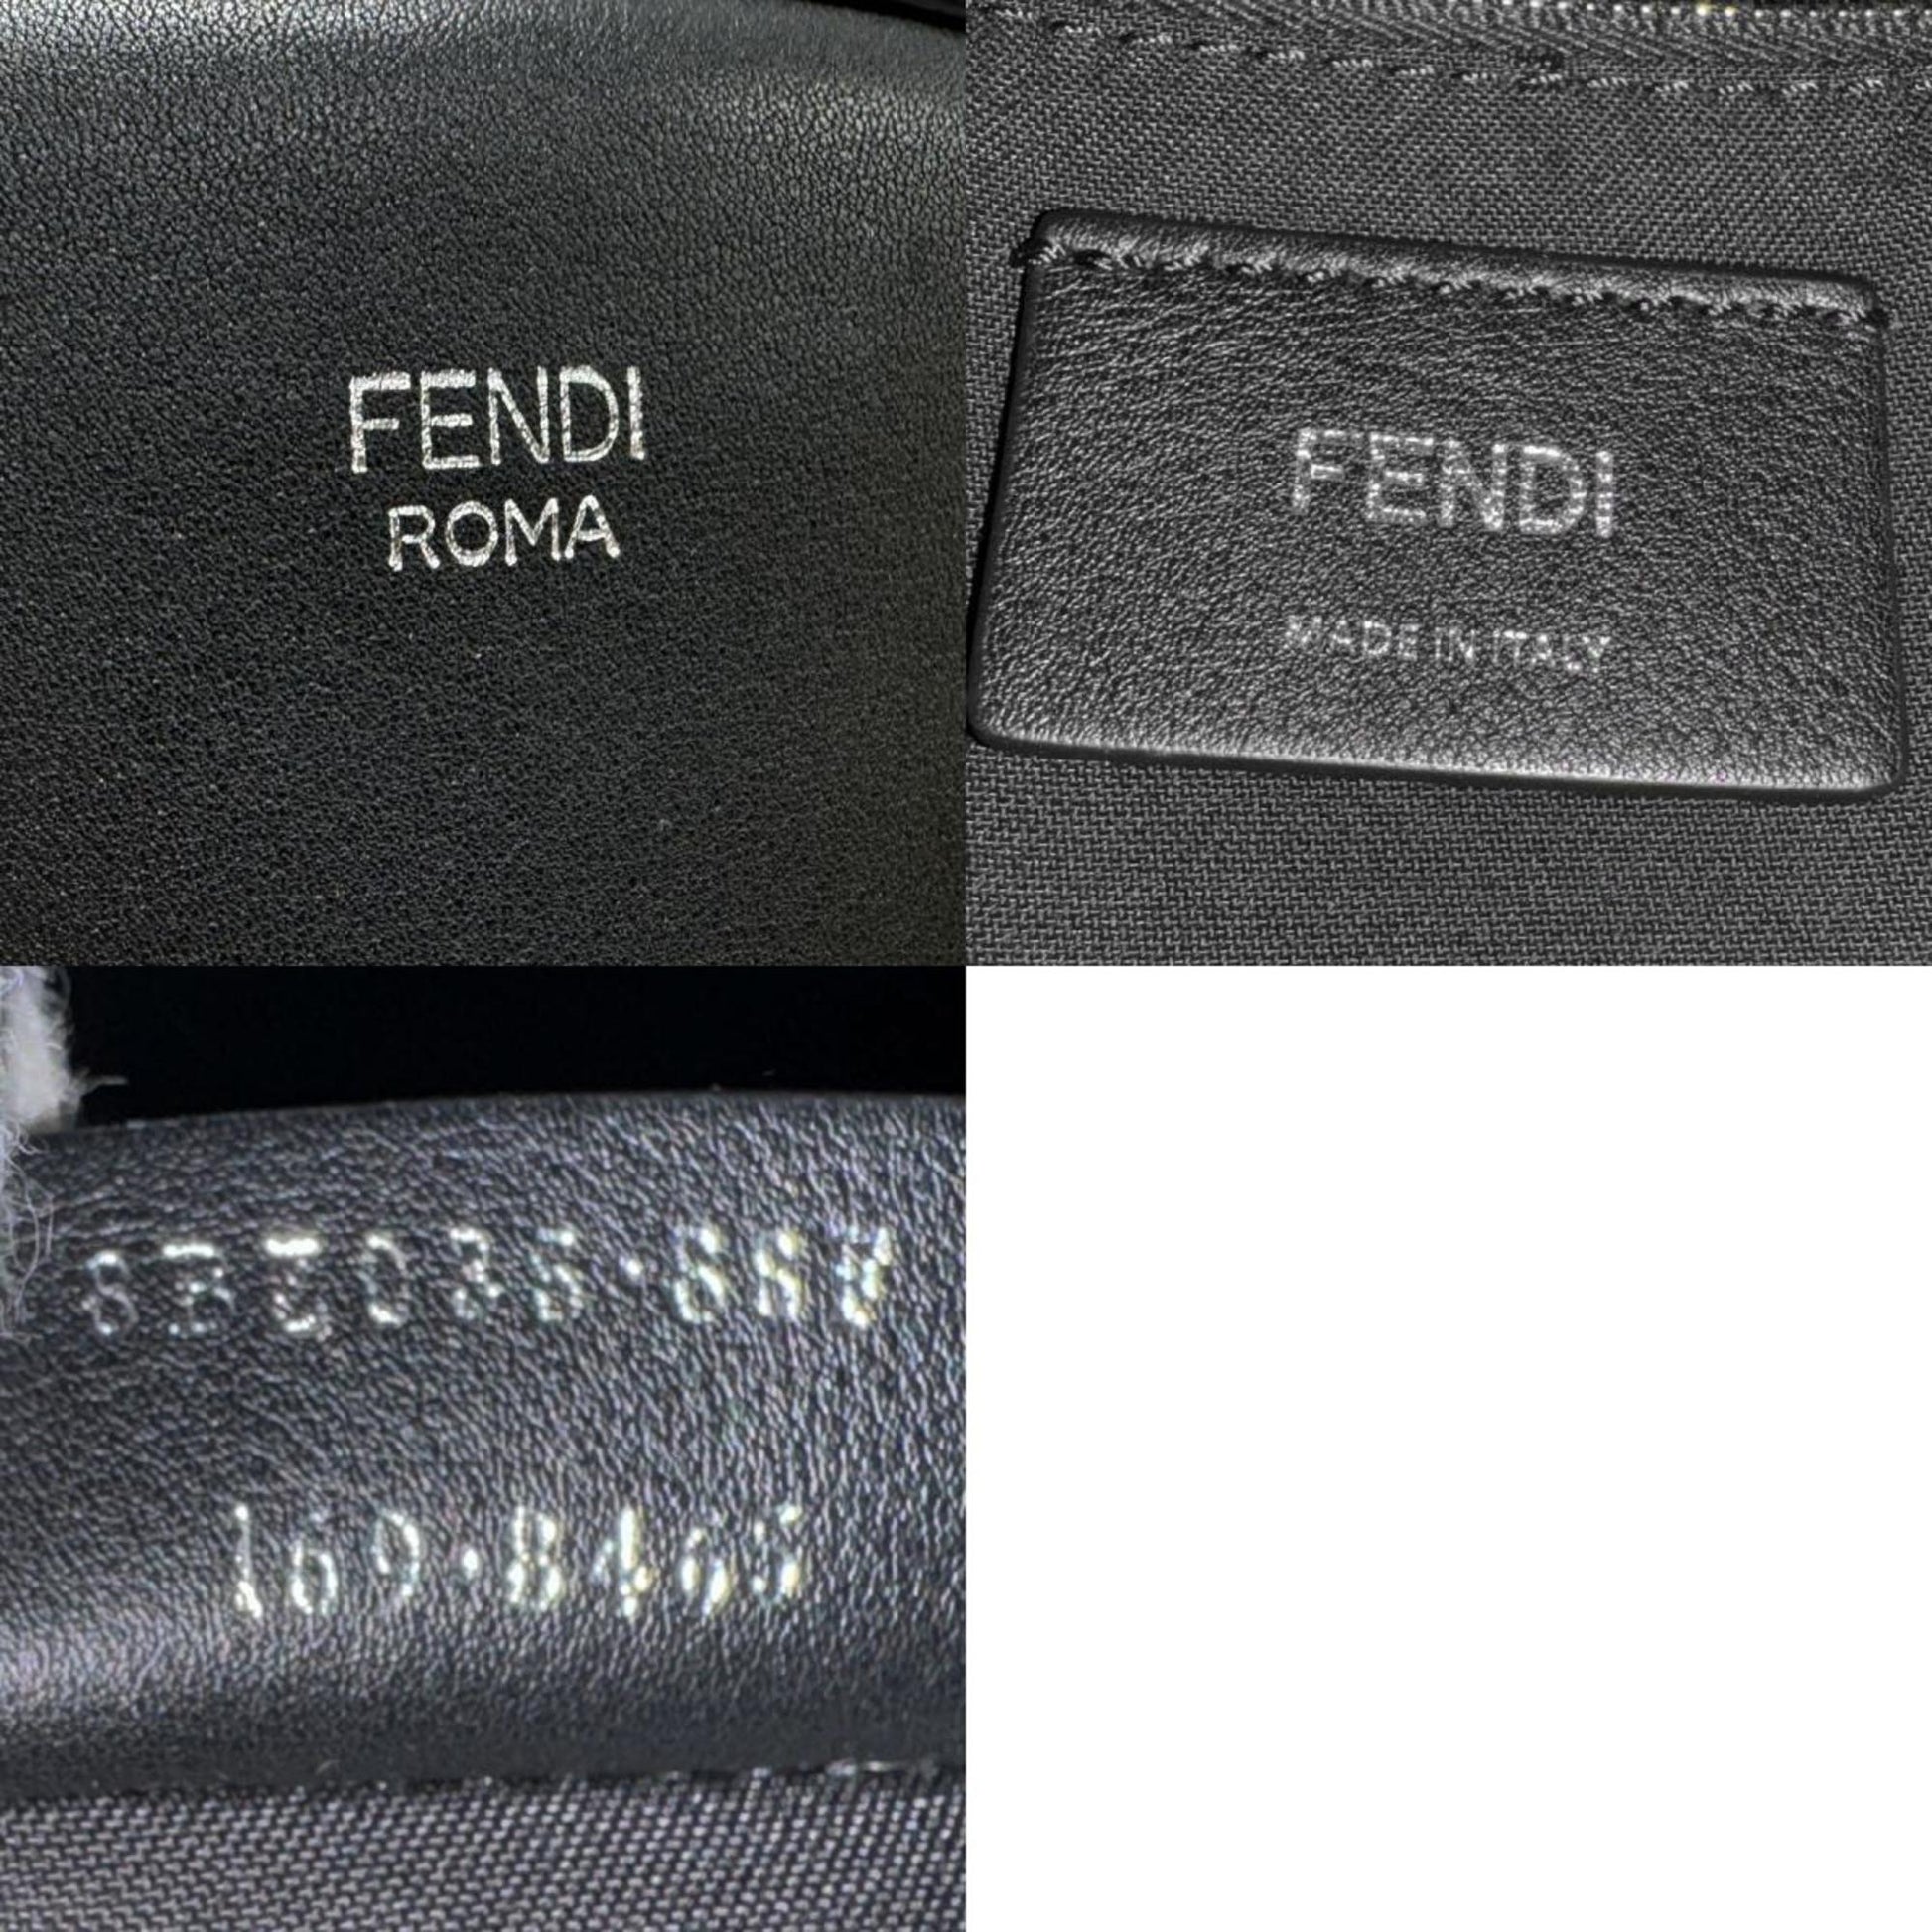 FENDI
ROMA
FENDI
MADE IN ITALY
169·8465